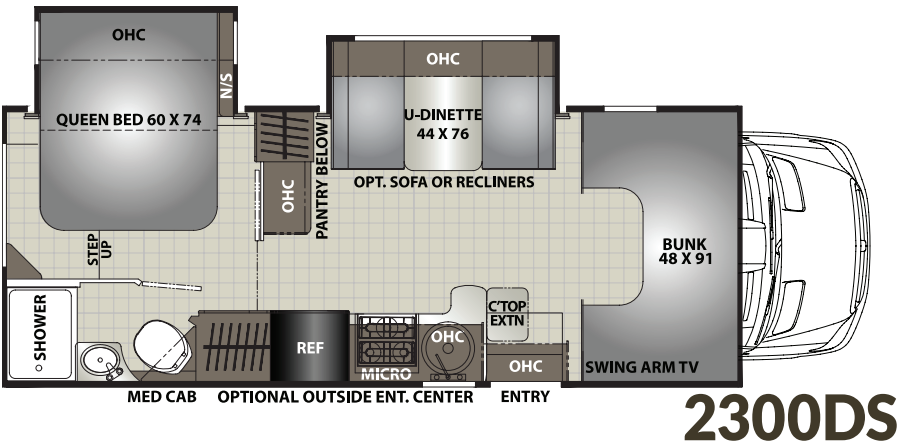 OHC
N/S
QUEEN BED 60 X 74
OHC
U-DINETTE
44 X 76
OPT. SOFA OR RECLINERS
OHC
PANTRY BELOW
STEP
UP
BUNK
48 X 91
SHOWER
REF
MICRO
OHC
C'TOP
EXTN
OHC
SWING ARM TV
MED CAB
OPTIONAL OUTSIDE ENT. CENTER
ENTRY
2300DS